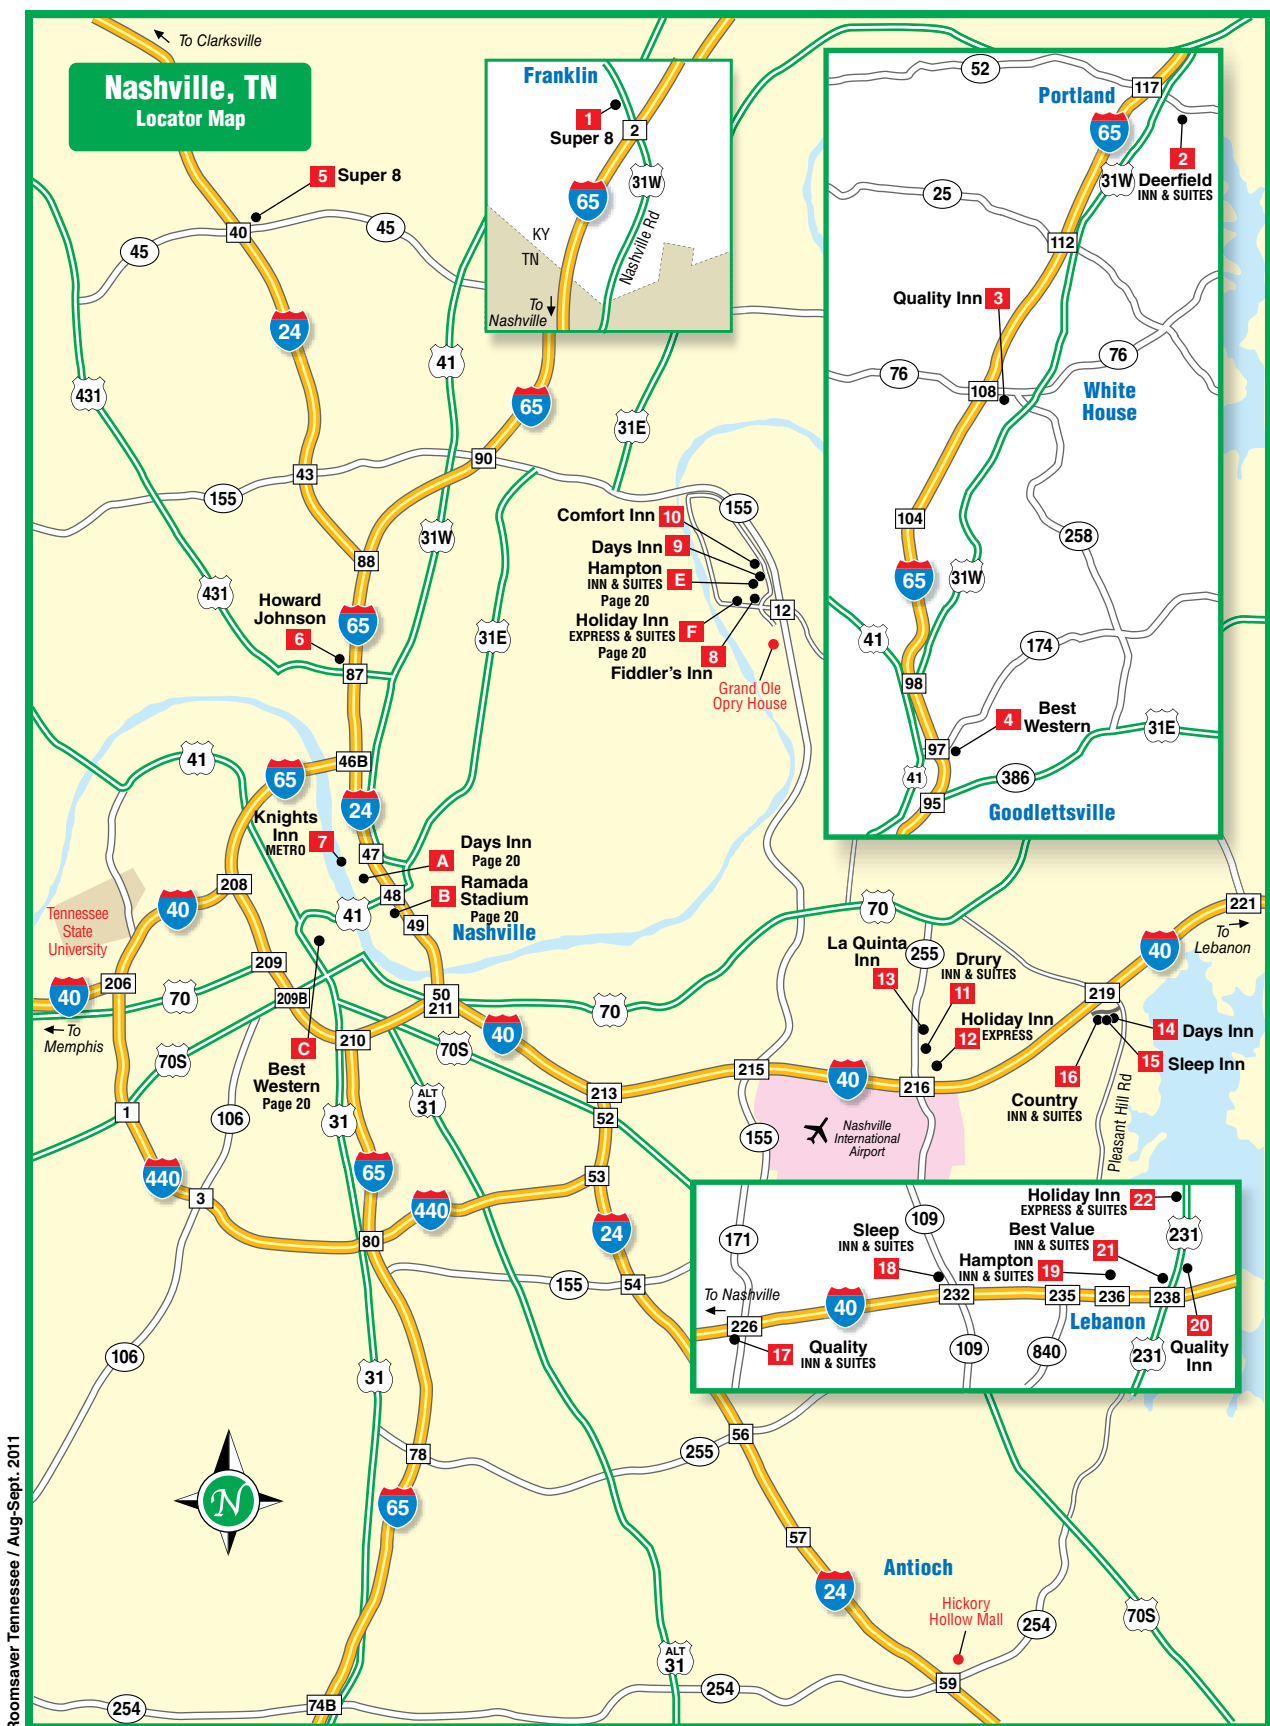 To Clarksville
Nashville, TN
Locator Map
5 Super 8
40
45
45
24
431
41
43
155
90
65
88
31W
431
Howard
Johnson
6
65
87
31E
31E
Franklin
1
Super 8
2
31W
65
Nashville Rd
KY
TN
To
Nashville
52
Portland
117
65
2
Deerfield
INN & SUITES
31W
25
112
Quality Inn 3
76
76
108
White
House
104
258
65
31W
41
174
98
4 Best
Western
31E
97
41
386
95
Goodlettsville
155
Comfort Inn 10
Days Inn 9
Hampton
INN & SUITES
E
Page 20
Holiday Inn
EXPRESS & SUITES
F
Page 20
8
Fiddler's Inn
12
Grand Ole
Opry House
41
65
46B
24
Knights
Inn
METRO
7
47
Days Inn
Page 20
A
48
B
Ramada
Stadium
Page 20
41
49
Nashville
208
40
Tennessee
State
University
209
206
40
70
209B
To
Memphis
50
211
70
210
70S
70S
C
Best
Western
Page 20
40
ALT
31
31
1
106
440
3
65
440
80
213
52
53
24
54
155
215
40
216
155
Nashville
International
Airport
70
221
To
Lebanon
40
La Quinta
Inn
13
255
Drury
INN & SUITES
11
Holiday Inn
12 EXPRESS
219
14 Days Inn
15 Sleep Inn
16
Country
INN & SUITES
Pleasant Hill Rd
Holiday Inn
EXPRESS & SUITES
22
109
171
Sleep
INN & SUITES
18
Best Value
INN & SUITES
21
Hampton
INN & SUITES 19
231
To Nashville
40
232
235
236
238
226
Lebanon
20
17 Quality
INN & SUITES
109
840
231
Quality
Inn
106
31
78
65
56
255
57
24
Antioch
Hickory
Hollow Mall
254
70S
ALT
31
59
254
254
74B
N
Roomsaver Tennessee / Aug-Sept. 2011